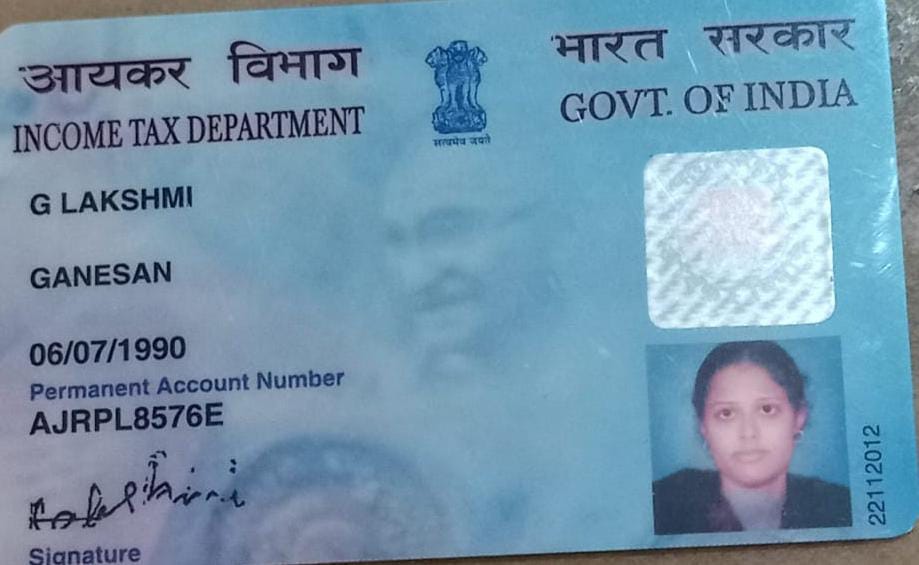 आयकर विभाग
INCOME TAX DEPARTMENT
सत्यमेव जयते
भारत सरकार
GOVT. OF INDIA
G LAKSHMI
GANESAN
06/07/1990
Permanent Account Number
AJRPL8576E
Signature
22112012